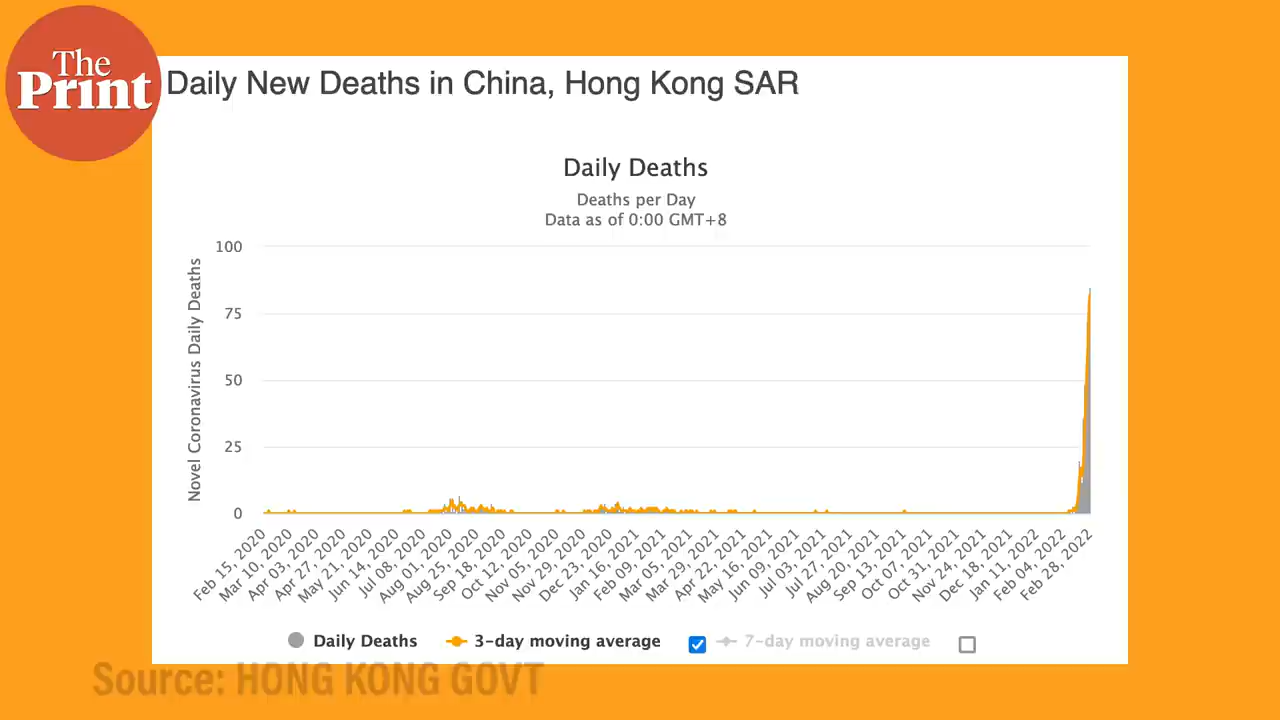 The
Print
Daily New Deaths in China, Hong Kong SAR
Daily Deaths
Deaths per Day
Data as of 0:00 GMT+8
Novel Coronavirus Daily Deaths
100
75
50
25
0
Feb 15, 2020
Mar 10, 2020
Apr 03, 2020
Apr 27, 2020
May 21, 2020
Jun 14, 2020
Jul 08, 2020
Aug 01, 2020
Aug 25, 2020
Sep 18, 2020
Oct 12, 2020
Nov 05, 2020
Nov 29, 2020
Dec 23, 2020
Jan 16, 2021
Feb 09, 2021
Mar 05, 2021
Mar 29, 2021
Apr 22, 2021
May 16, 2021
Jun 09, 2021
Jul 03, 2021
Jul 27, 2021
Aug 20, 2021
Sep 13, 2021
Oct 07, 2021
Oct 31, 2021
Nov 24, 2021
Dec 18, 2021
Jan 11, 2022
Feb 04, 2022
Feb 28, 2022
Daily Deaths
3-day moving average
7-day moving average
Source: HONG KONG GOVT